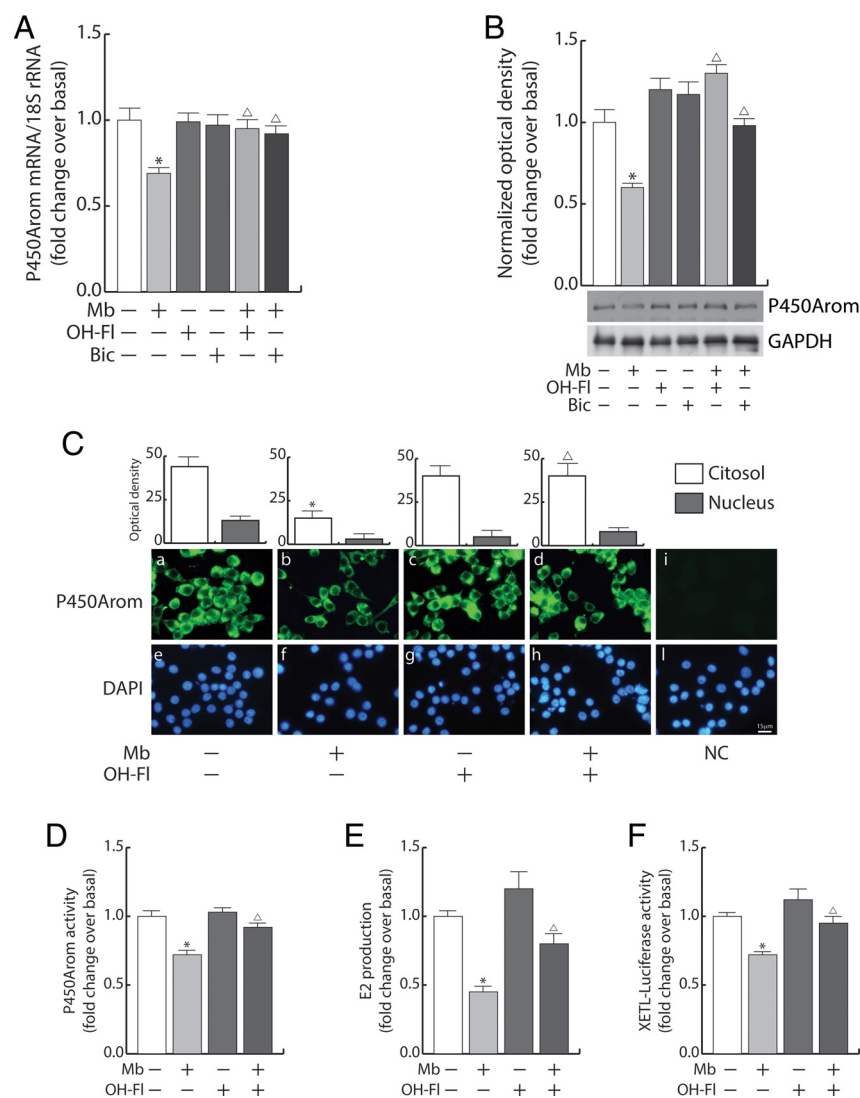 A
P450Arom mRNA/18S rRNA
(fold change over basal)
1.5
1.0
0.5
0.0
*
△
△
Mb – + – – + +
OH-Fl – – + – + –
Bic – – – + – +
B
Normalized optical density
(fold change over basal)
1.5
1.0
0.5
0.0
*
△
△
P450Arom
GAPDH
Mb – + – – + +
OH-Fl – – + – + –
Bic – – – + – +
C
Optical density
50
25
0
50
25
0
*
50
25
0
50
25
0
△
Citosol
Nucleus
P450Arom
a
b
c
d
i
DAPI
e
f
g
h
l
15μm
Mb – + – + NC
OH-Fl – – + +
D
P450Arom activity
(fold change over basal)
1.5
1.0
0.5
0.0
*
△
Mb – + – +
OH-Fl – – + +
E
E2 production
(fold change over basal)
1.5
1.0
0.5
0.0
*
△
Mb – + – +
OH-Fl – – + +
F
XETL-Luciferase activity
(fold change over basal)
1.5
1.0
0.5
0.0
*
△
Mb – + – +
OH-Fl – – + +